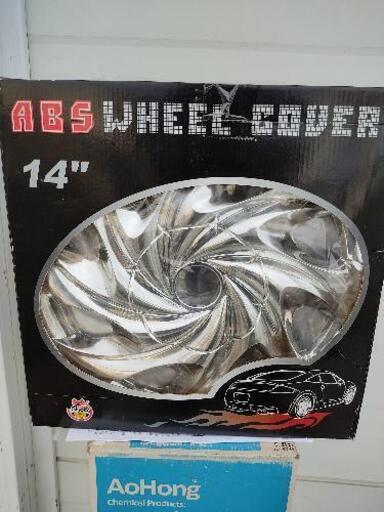 ABS WHEEL COVER
14"
AoHong
Chemical Products: